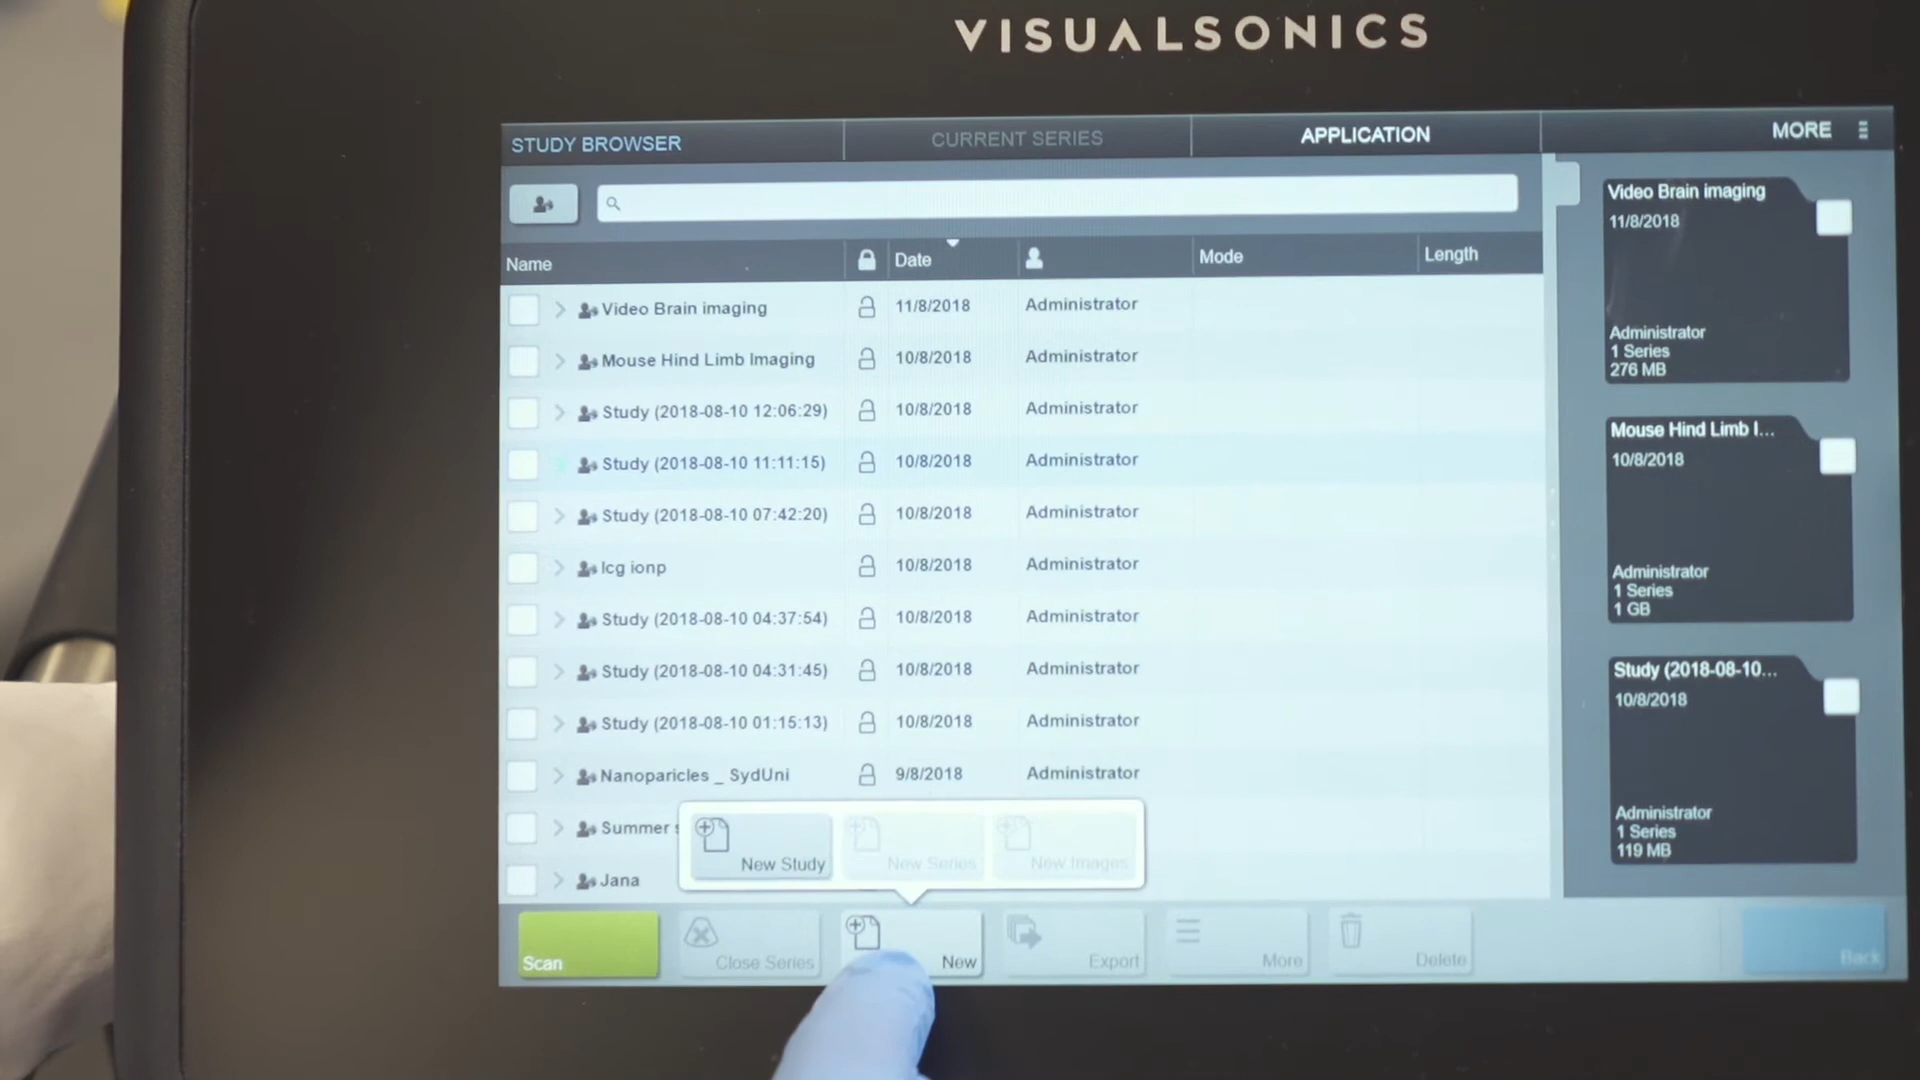 VISUALSONICS
STUDY BROWSER
CURRENT SERIES
APPLICATION
MORE
Name
Date
Mode
Length
Video Brain imaging 11/8/2018 Administrator
Mouse Hind Limb Imaging 10/8/2018 Administrator
Study (2018-08-10 12:06:29) 10/8/2018 Administrator
Study (2018-08-10 11:11:15) 10/8/2018 Administrator
Study (2018-08-10 07:42:20) 10/8/2018 Administrator
Icg ionp 10/8/2018 Administrator
Study (2018-08-10 04:37:54) 10/8/2018 Administrator
Study (2018-08-10 04:31:45) 10/8/2018 Administrator
Study (2018-08-10 01:15:13) 10/8/2018 Administrator
Nanoparicles _ SydUni 9/8/2018 Administrator
Summer
Jana
New Study
New Series
New Images
Scan
Close Series
New
Export
More
Delete
Back
Video Brain imaging
11/8/2018
Administrator
1 Series
276 MB
Mouse Hind Limb I...
10/8/2018
Administrator
1 Series
1 GB
Study (2018-08-10...
10/8/2018
Administrator
1 Series
119 MB